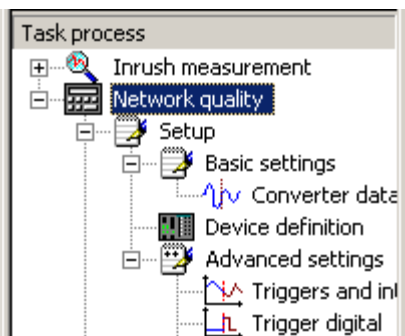 Task process
Inrush measurement
Network quality
Setup
Basic settings
Converter data
Device definition
Advanced settings
Triggers and
Trigger digital